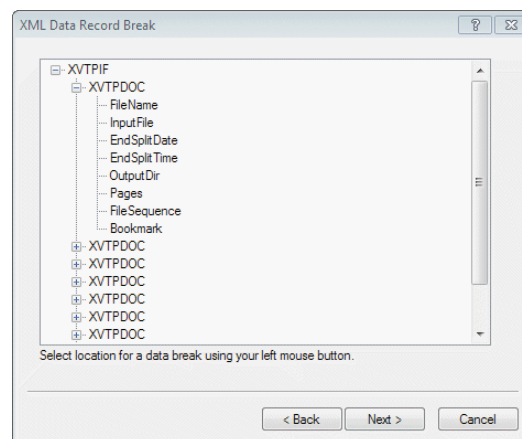 XML Data Record Break
XVTPIF
XVTPDOC
FileName
InputFile
EndSplitDate
EndSplitTime
OutputDir
Pages
FileSequence
Bookmark
XVTPDOC
XVTPDOC
XVTPDOC
XVTPDOC
XVTPDOC
XVTPDOC
Select location for a data break using your left mouse button.
< Back Next > Cancel